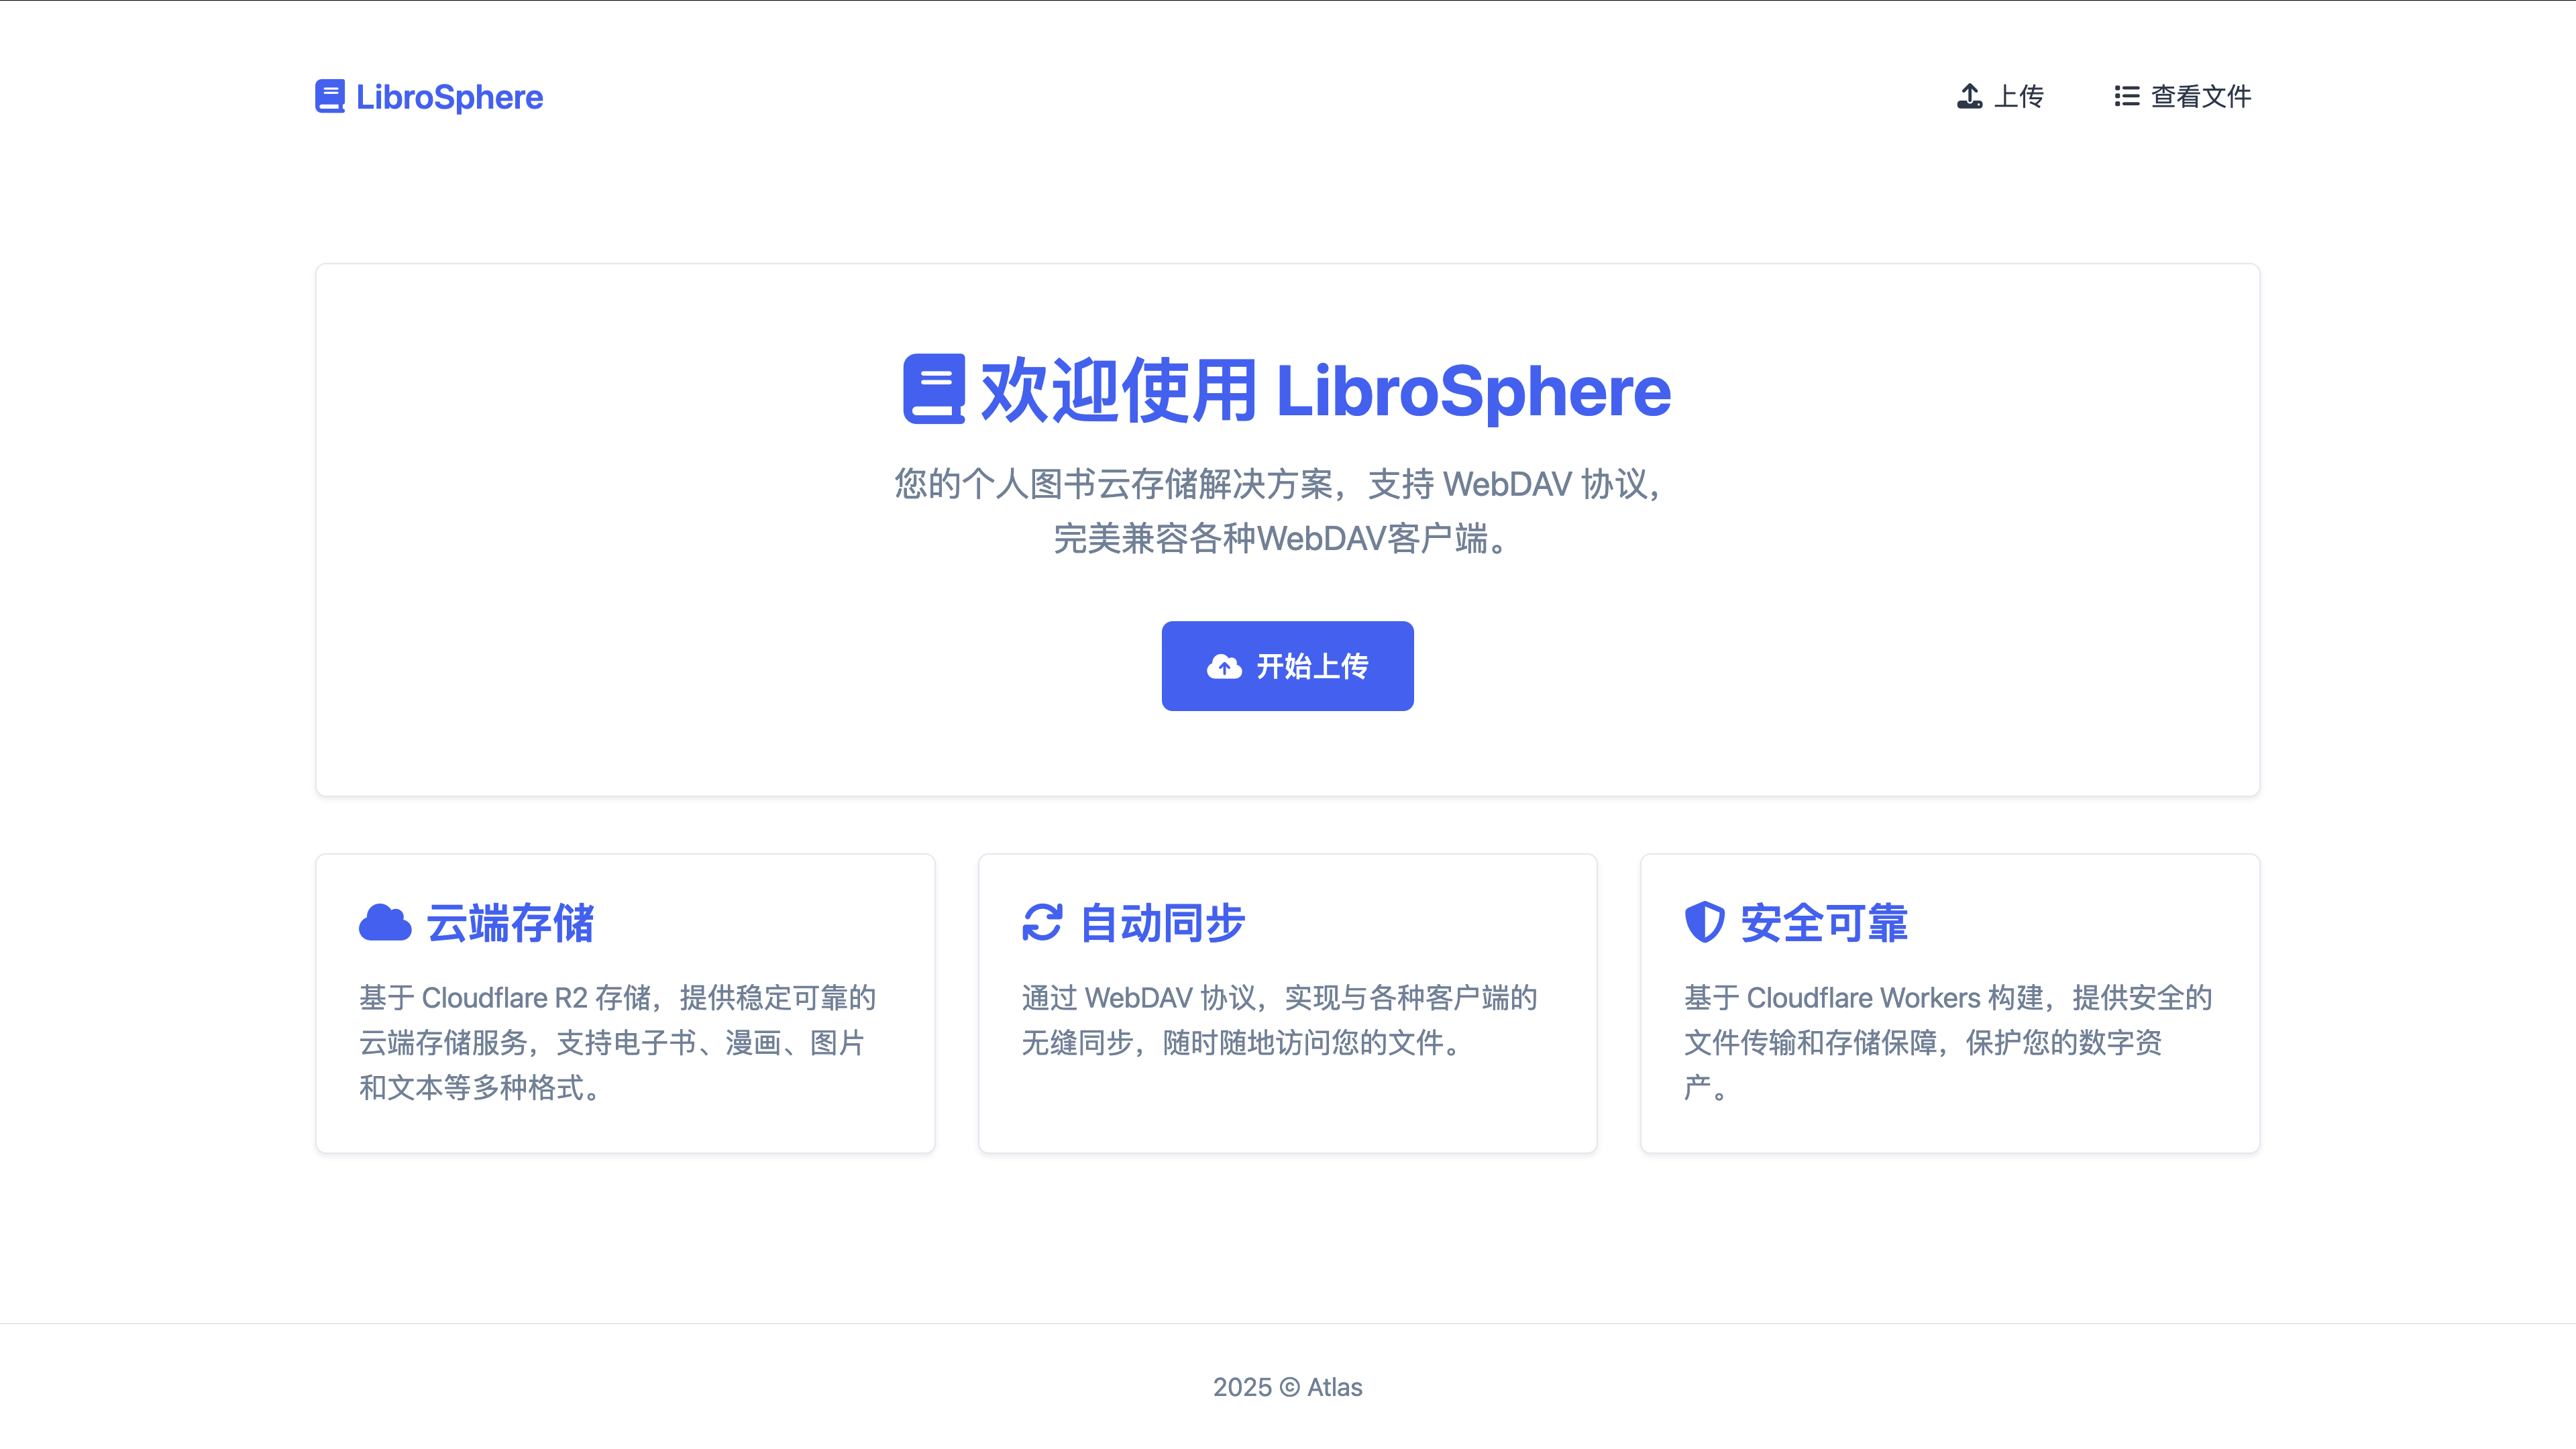 LibroSphere
上传
查看文件
欢迎使用 LibroSphere
您的个人图书云存储解决方案，支持 WebDAV 协议，
完美兼容各种WebDAV客户端。
开始上传
云端存储
基于 Cloudflare R2 存储，提供稳定可靠的
云端存储服务，支持电子书、漫画、图片
和文本等多种格式。
自动同步
通过 WebDAV 协议，实现与各种客户端的
无缝同步，随时随地访问您的文件。
安全可靠
基于 Cloudflare Workers 构建，提供安全的
文件传输和存储保障，保护您的数字资
产。
2025 © Atlas